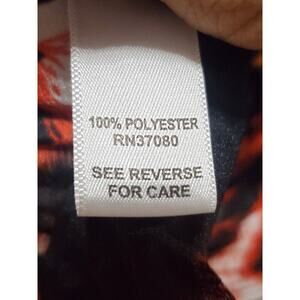 100% POLYESTER
RN37080
SEE REVERSE
FOR CARE